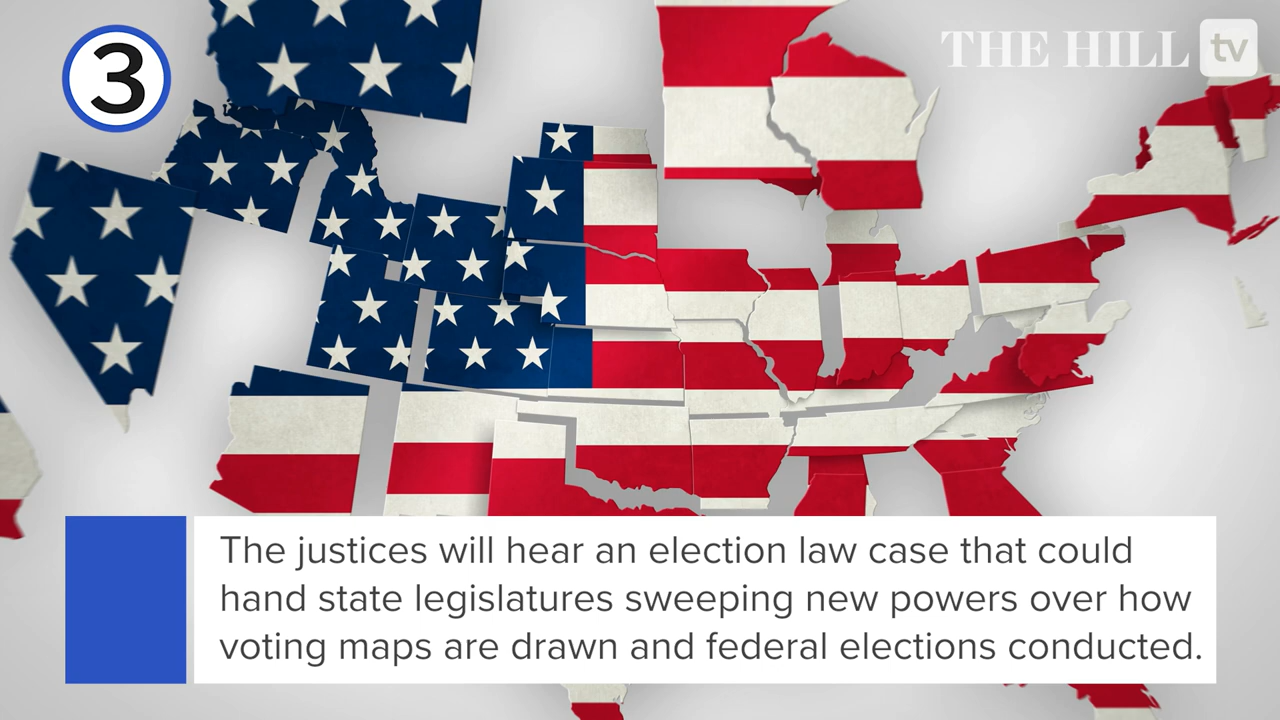 3
THE HILL tv
The justices will hear an election law case that could
hand state legislatures sweeping new powers over how
voting maps are drawn and federal elections conducted.